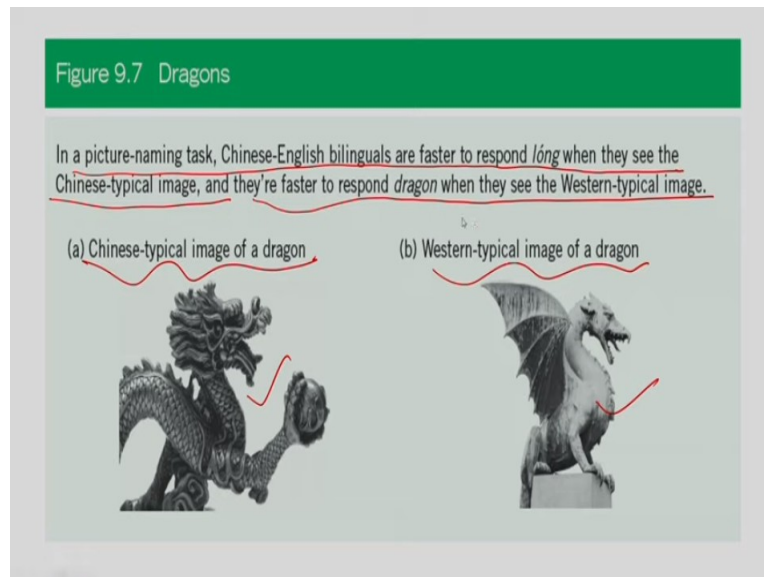 Figure 9.7 Dragons
In a picture-naming task, Chinese-English bilinguals are faster to respond lóng when they see the
Chinese-typical image, and they're faster to respond dragon when they see the Western-typical image.
(a) Chinese-typical image of a dragon
(b) Western-typical image of a dragon